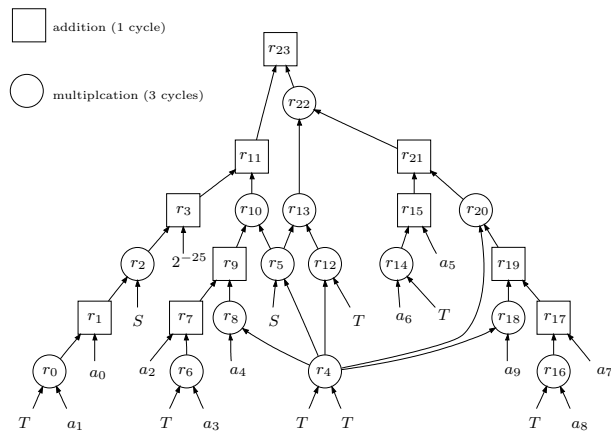 addition (1 cycle)
r23
multiplcation (3 cycles)
r22
r11
r21
r3
r10
r13
r15
r20
2^{-25}
r2
r9
r5
r12
r14
a5
r19
r1
S
r7
r8
S
T
a6
T
r18
r17
r0
a0
a2
r6
a4
r4
a9
r16
a7
T
a1
T
a3
T
T
T
a8